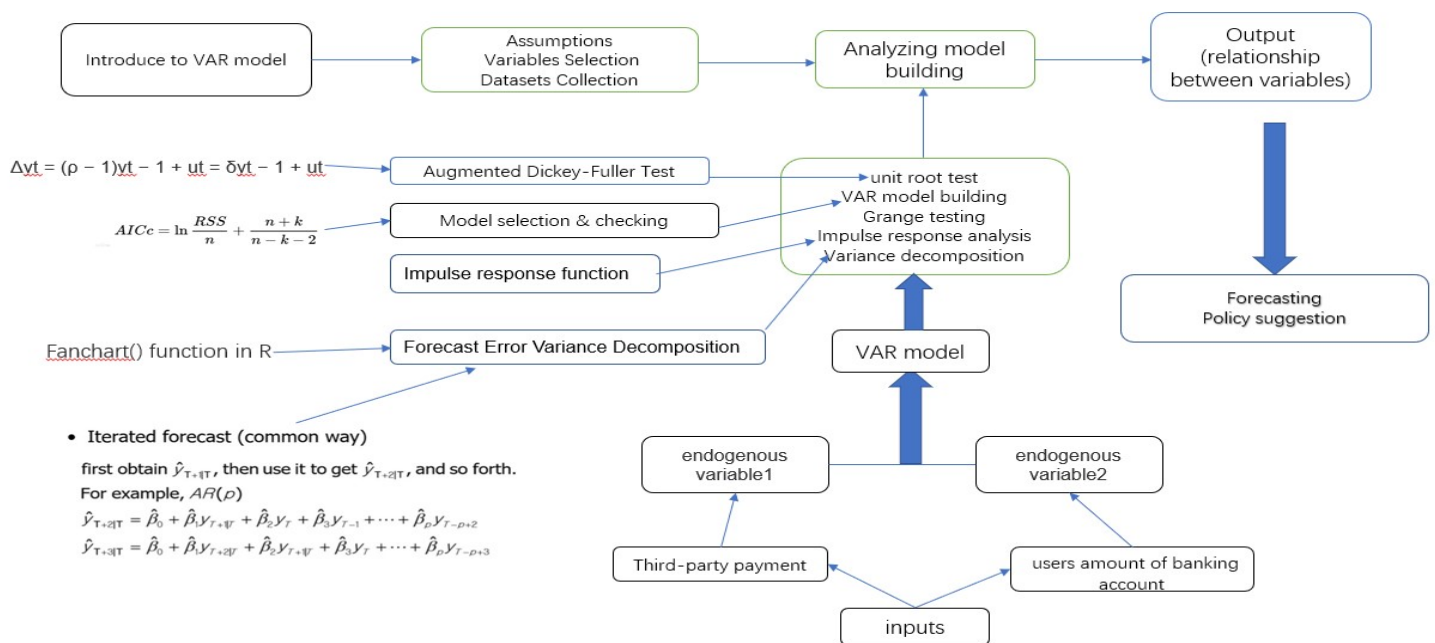 Introduce to VAR model
Assumptions
Variables Selection
Datasets Collection
Analyzing model
building
Output
(relationship
between variables)
Δyt = (ρ − 1)yt − 1 + ut = δyt − 1 + ut
Augmented Dickey-Fuller Test
unit root test
VAR model building
Grange testing
Impulse response analysis
Variance decomposition
AICc = ln RSS/n + n + k/n − k − 2
Model selection & checking
Impulse response function
Forecasting
Policy suggestion
Fanchart() function in R
Forecast Error Variance Decomposition
VAR model
• Iterated forecast (common way)
first obtain ŷT+1|T, then use it to get ŷT+2|T, and so forth.
For example, AR(p)
ŷT+2|T = β̂0 + β̂1yT+1|T + β̂2yT + β̂3yT−1 + ⋯ + β̂pyT−p+2
ŷT+3|T = β̂0 + β̂1yT+2|T + β̂2yT+1|T + β̂3yT + ⋯ + β̂pyT−p+3
endogenous
variable1
endogenous
variable2
Third-party payment
users amount of banking
account
inputs